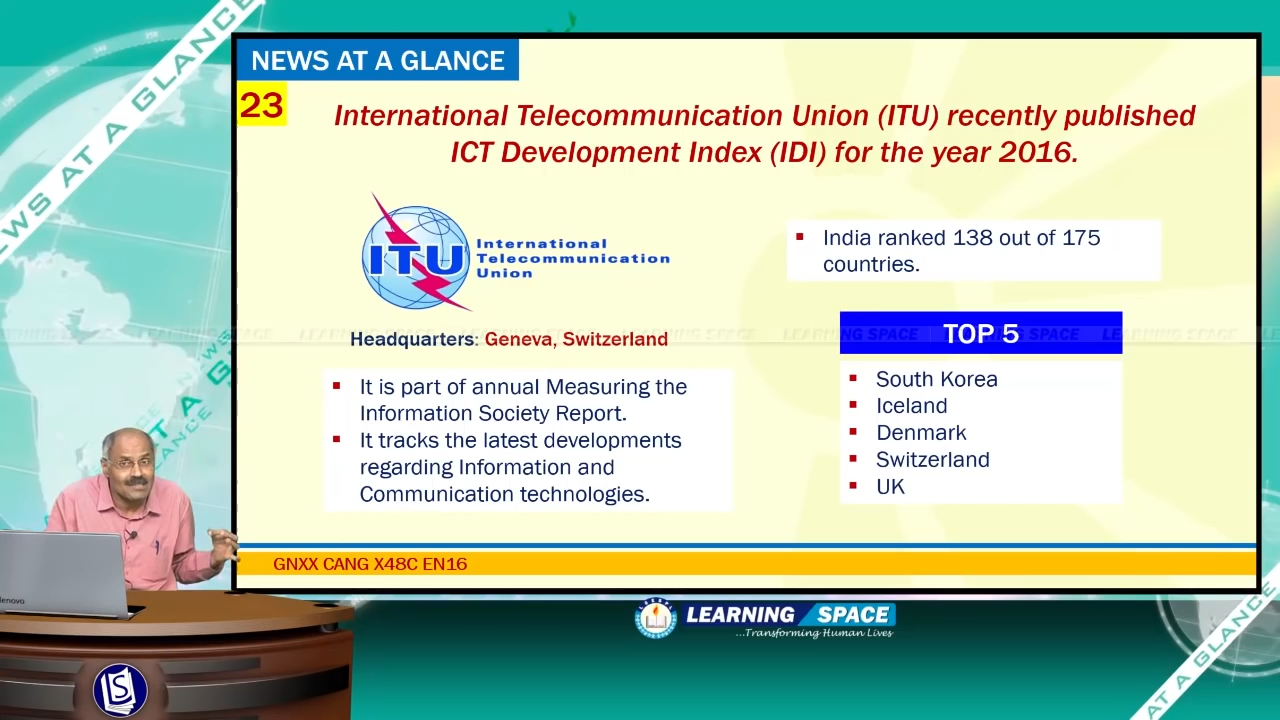 NEWS AT A GLANCE
23
International Telecommunication Union (ITU) recently published
ICT Development Index (IDI) for the year 2016.
ITU
International
Telecommunication
Union
Headquarters: Geneva, Switzerland
▪ It is part of annual Measuring the
Information Society Report.
▪ It tracks the latest developments
regarding Information and
Communication technologies.
▪ India ranked 138 out of 175
countries.
TOP 5
▪ South Korea
▪ Iceland
▪ Denmark
▪ Switzerland
▪ UK
GNXX CANG X48C EN16
LEARNING SPACE
...Transforming Human Lives
lenovo
LS
NEWS AT A GLANCE
AT A GLANCE